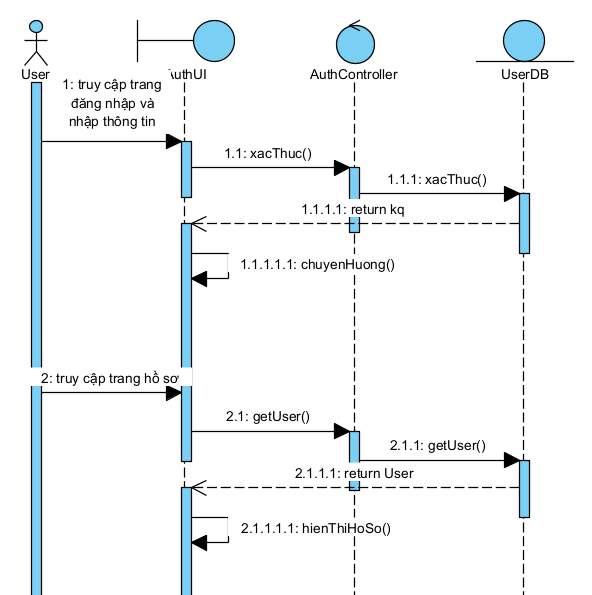 User
AuthUI
AuthController
UserDB
1: truy cập trang
đăng nhập và
nhập thông tin
1.1: xacThuc()
1.1.1: xacThuc()
1.1.1.1: return kq
1.1.1.1.1: chuyenHuong()
2: truy cập trang hồ sơ
2.1: getUser()
2.1.1: getUser()
2.1.1.1: return User
2.1.1.1.1: hienThiHoSo()